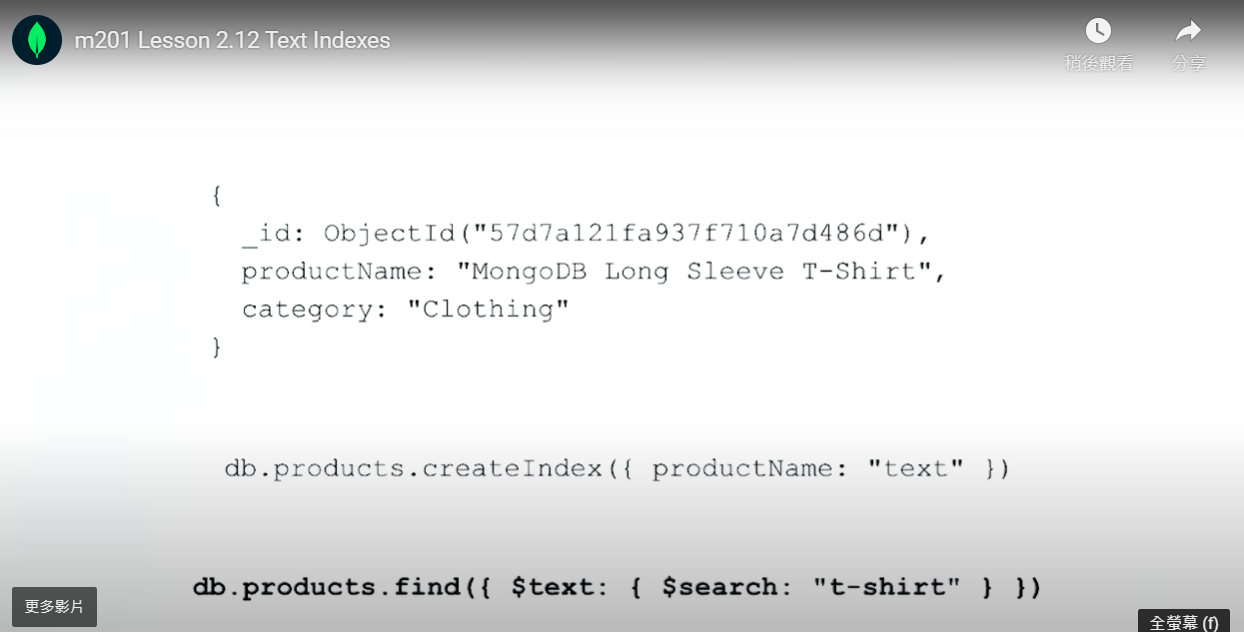 m201 Lesson 2.12 Text Indexes
稍後觀看
分享
{
_id: ObjectId("57d7a121fa937f710a7d486d"),
productName: "MongoDB Long Sleeve T-Shirt",
category: "Clothing"
}
db.products.createIndex({ productName: "text" })
db.products.find({ $text: { $search: "t-shirt" } })
更多影片
全螢幕 (f)